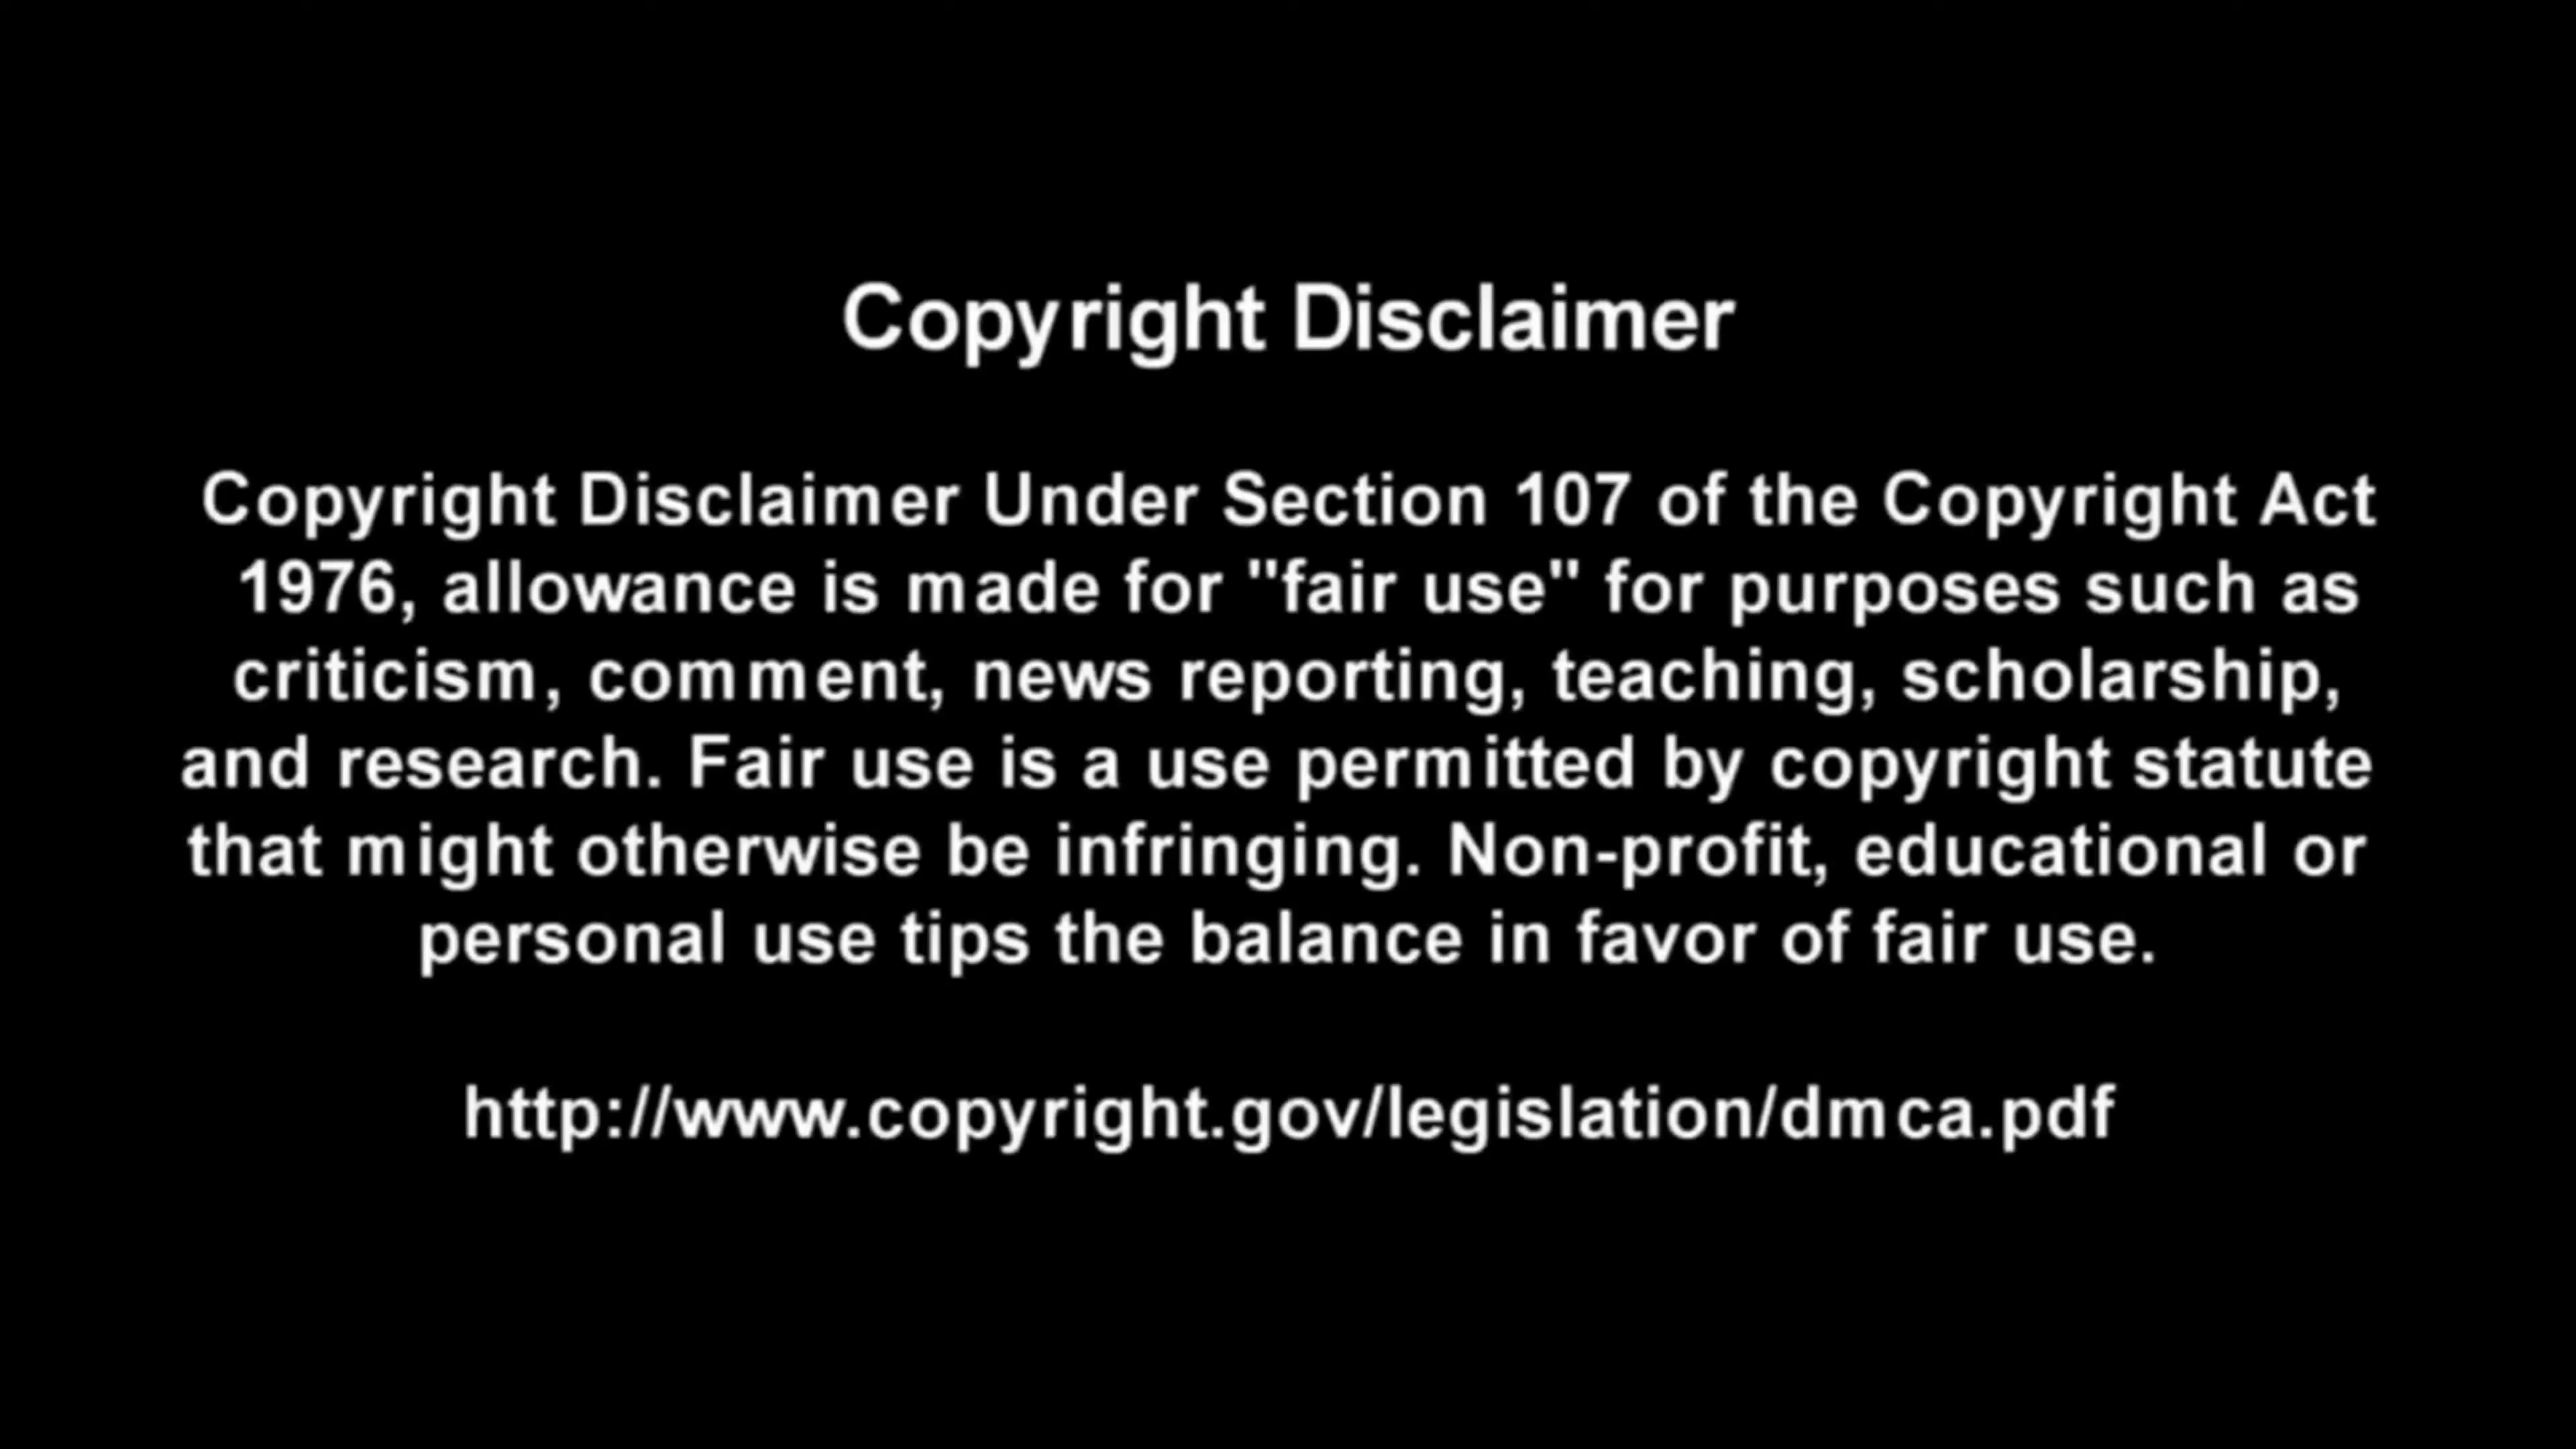 Copyright Disclaimer
Copyright Disclaimer Under Section 107 of the Copyright Act
1976, allowance is made for "fair use" for purposes such as
criticism, comment, news reporting, teaching, scholarship,
and research. Fair use is a use permitted by copyright statute
that might otherwise be infringing. Non-profit, educational or
personal use tips the balance in favor of fair use.
http://www.copyright.gov/legislation/dmca.pdf